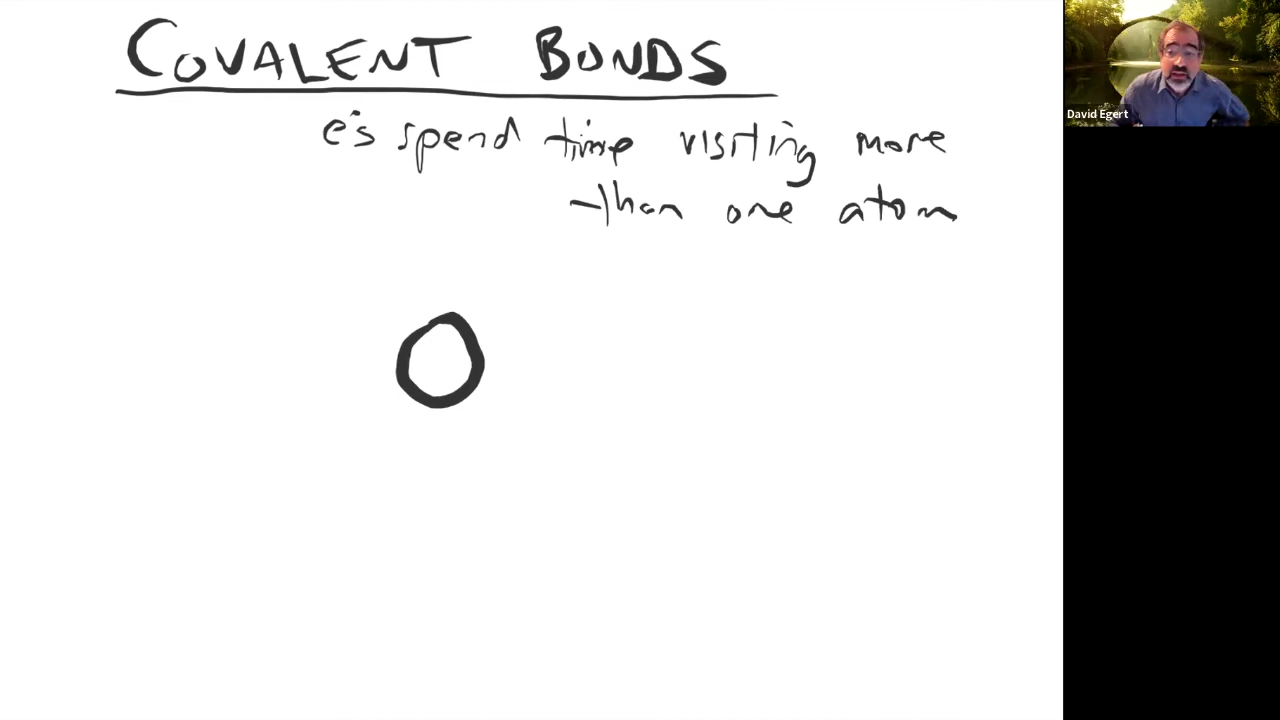 COVALENT BONDS
e⁻'s spend time visiting more
than one atom
David Egert